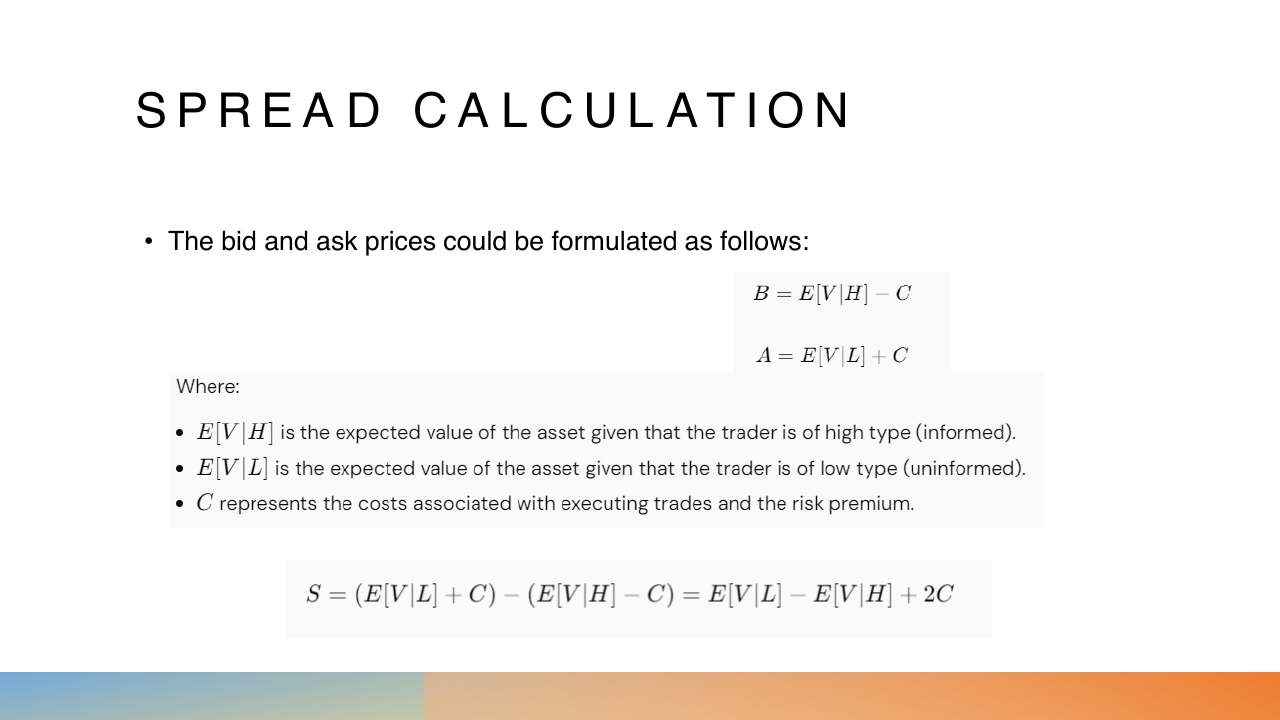 SPREAD CALCULATION
• The bid and ask prices could be formulated as follows:
B = E[V|H] − C
A = E[V|L] + C
Where:
• E[V|H] is the expected value of the asset given that the trader is of high type (informed).
• E[V|L] is the expected value of the asset given that the trader is of low type (uninformed).
• C represents the costs associated with executing trades and the risk premium.
S = (E[V|L] + C) − (E[V|H] − C) = E[V|L] − E[V|H] + 2C